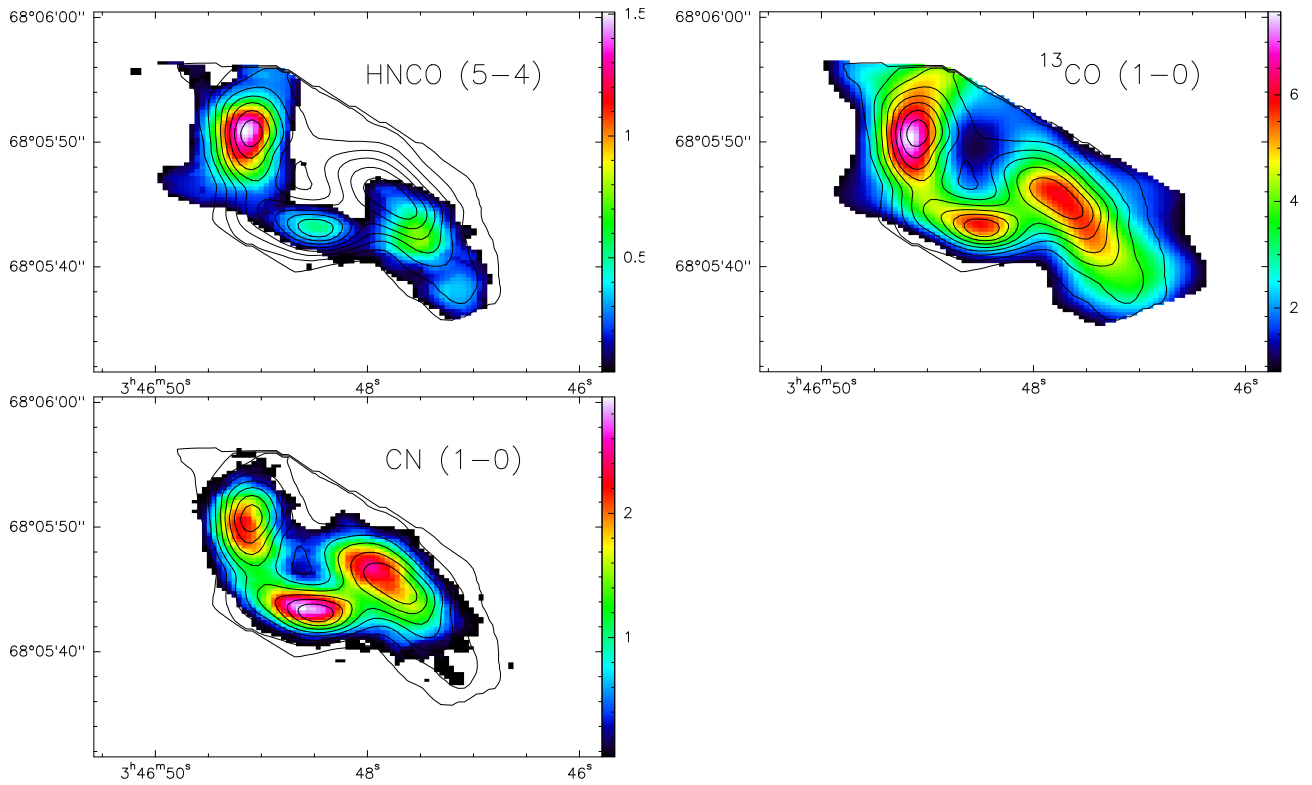 68°06'00" 1.5
HNCO (5−4)
68°05'50" 1
68°05'40" 0.5
3ʰ46ᵐ50ˢ 48ˢ 46ˢ
68°06'00"
¹³CO (1−0) 6
68°05'50"
4
68°05'40" 2
3ʰ46ᵐ50ˢ 48ˢ 46ˢ
68°06'00"
CN (1−0)
68°05'50" 2
68°05'40" 1
3ʰ46ᵐ50ˢ 48ˢ 46ˢ